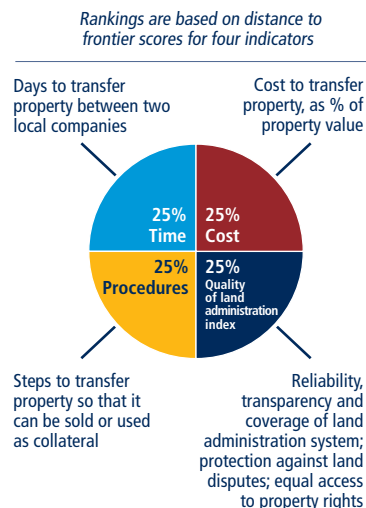 Rankings are based on distance to
frontier scores for four indicators
Days to transfer
property between two
local companies
Cost to transfer
property, as % of
property value
25%
Time
25%
Cost
25%
Procedures
25%
Quality
of land
administration
index
Steps to transfer
property so that it
can be sold or used
as collateral
Reliability,
transparency and
coverage of land
administration system;
protection against land
disputes; equal access
to property rights